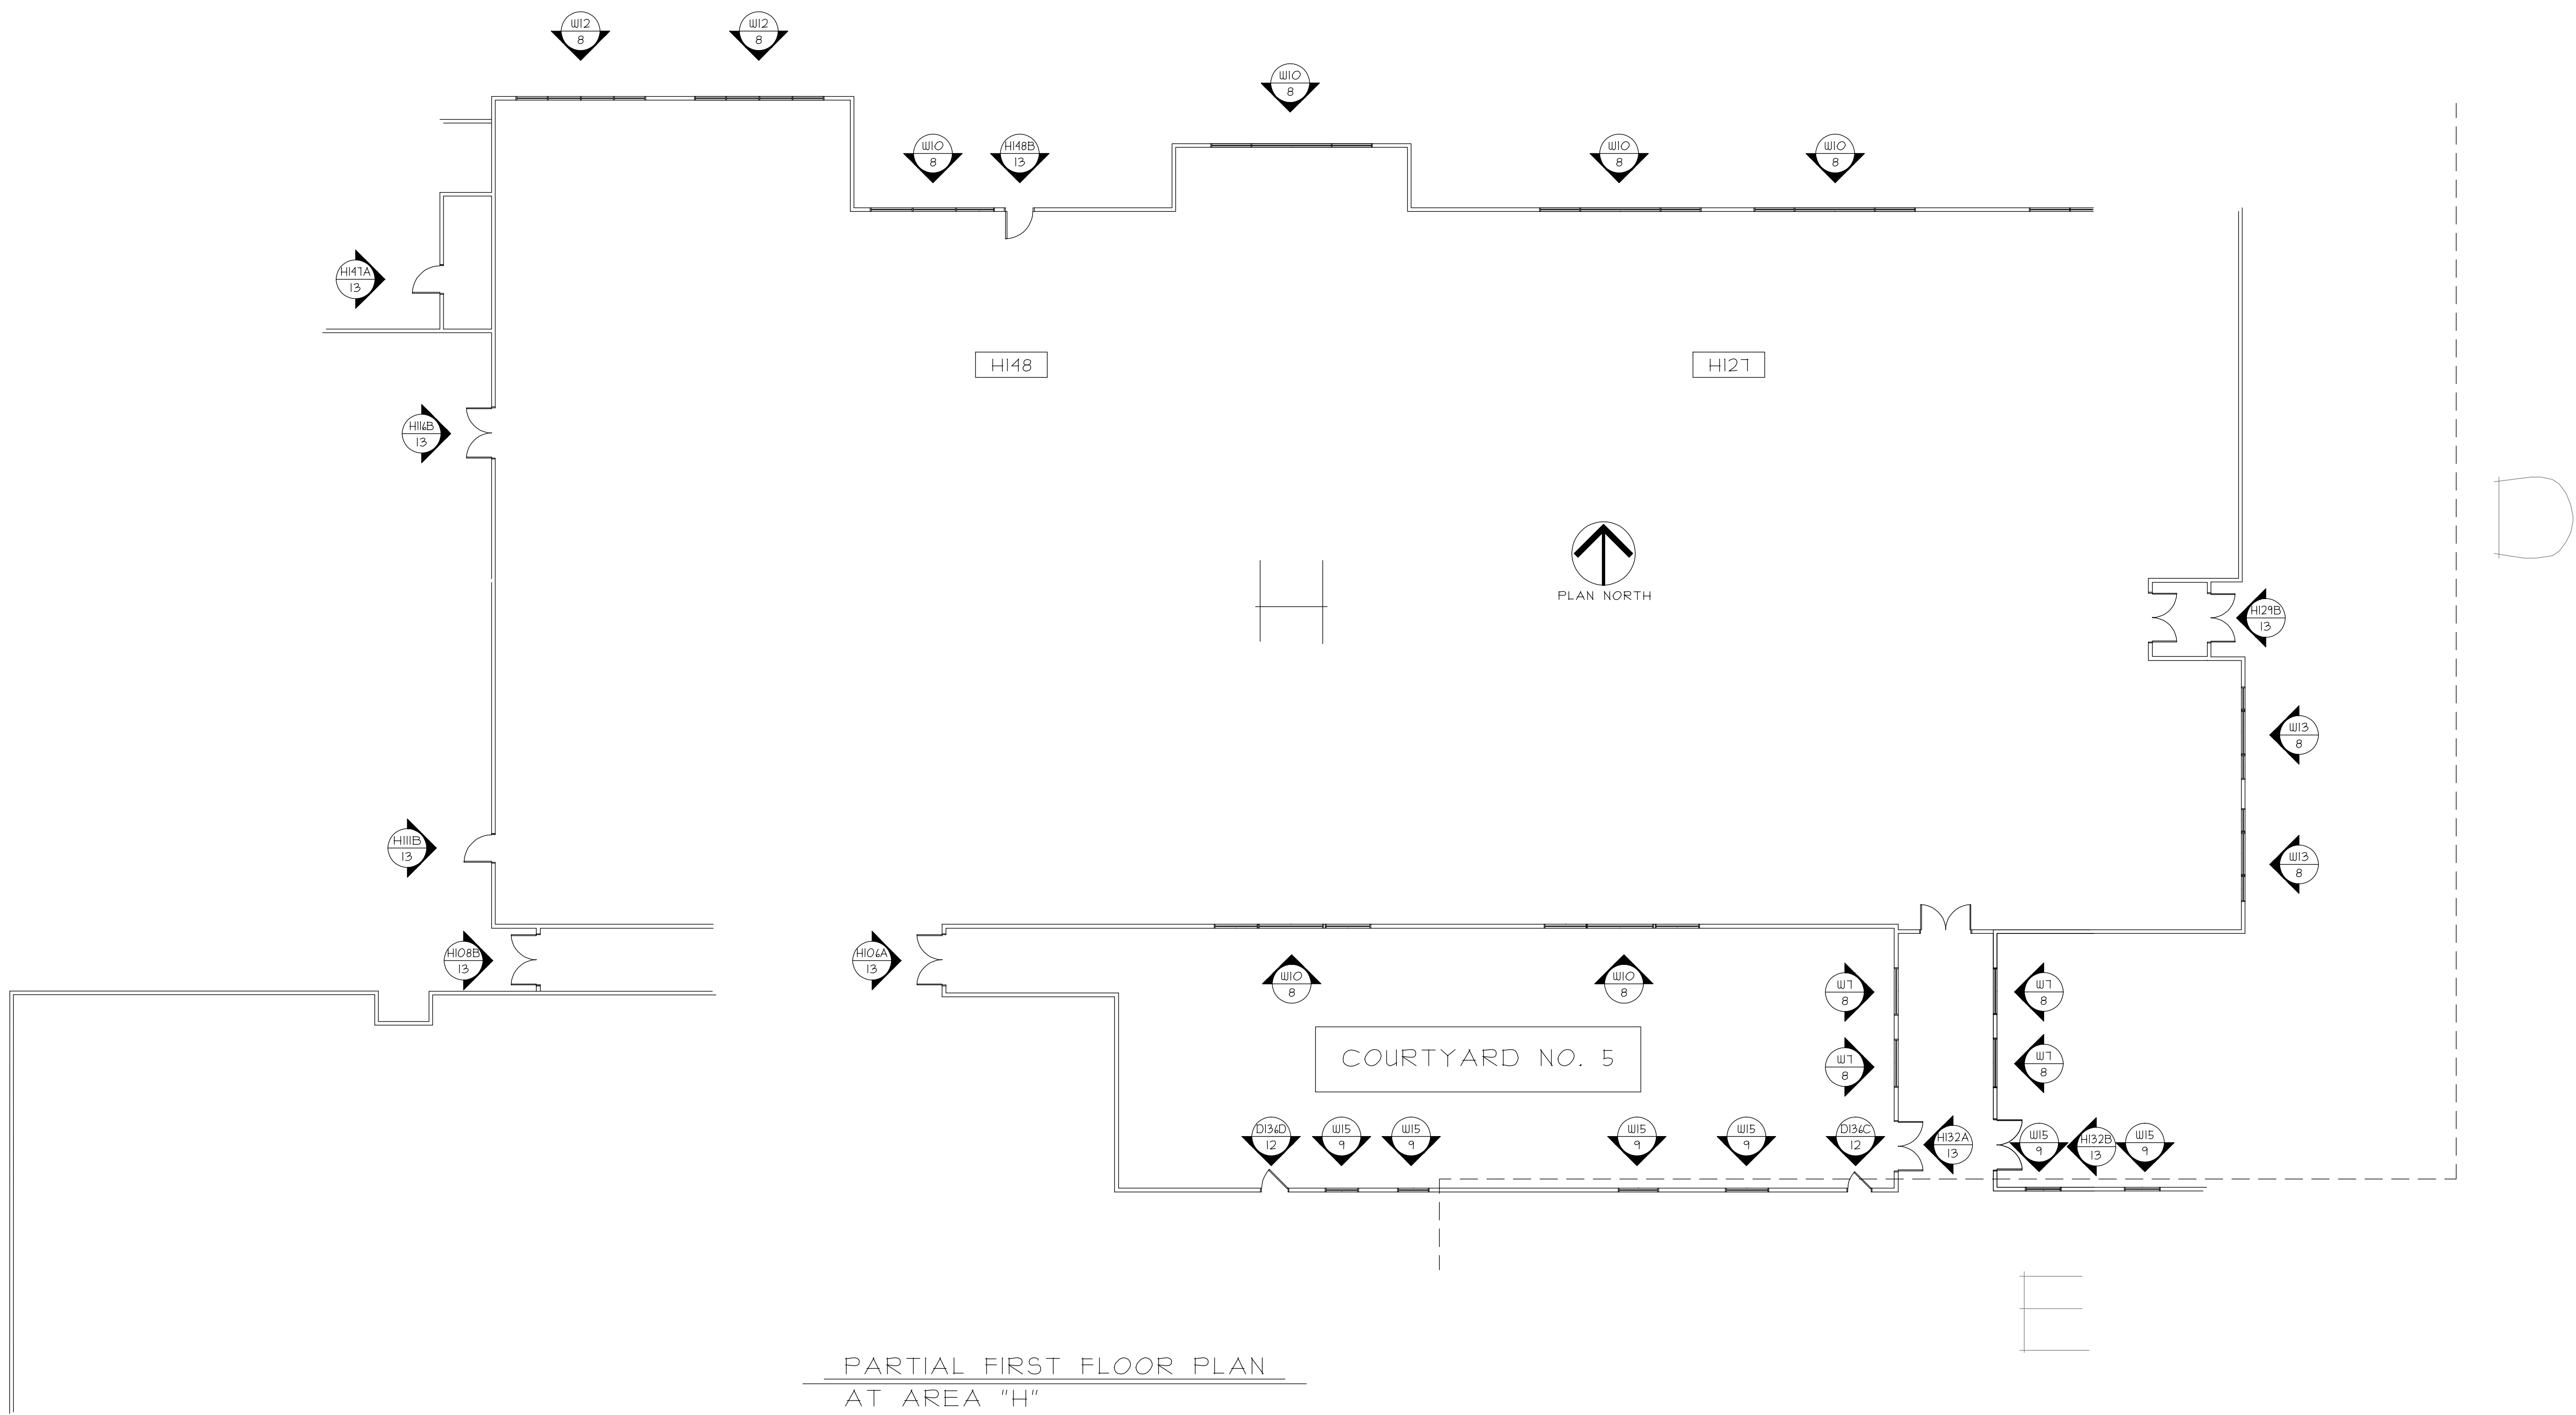 W12
8
W12
8
W10
8
W10
8
H148B
13
W10
8
W10
8
H147A
13
H148
H127
H116B
13
PLAN NORTH
H
D
H129B
13
W13
8
H111B
13
W13
8
H108B
13
H106A
13
W10
8
W10
8
W7
8
W7
8
COURTYARD NO. 5
W7
8
W7
8
D136D
12
W15
9
W15
9
W15
9
W15
9
D136C
12
H132A
13
W15
9
H132B
13
W15
9
E
PARTIAL FIRST FLOOR PLAN
AT AREA "H"